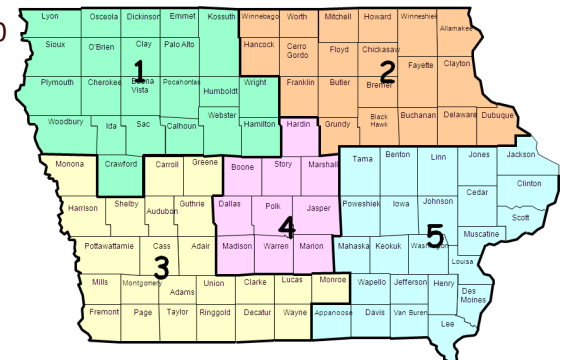 Lyon Osceola Dickinson Emmet Kossuth Winnebago Worth Mitchell Howard Winneshiek Allamakee
Sioux O'Brien Clay Palo Alto Hancock Cerro Gordo Floyd Chickasaw Fayette Clayton
1 2
Plymouth Cherokee Buena Vista Pocahontas Humboldt Wright Franklin Butler Bremer
Woodbury Ida Sac Calhoun Webster Hamilton Hardin Grundy Black Hawk Buchanan Delaware Dubuque
Monona Crawford Carroll Greene Boone Story Marshall Tama Benton Linn Jones Jackson
Harrison Shelby Audubon Guthrie Dallas Polk Jasper Poweshiek Iowa Johnson Cedar Clinton Scott
4 5
Pottawattamie Cass Adair Madison Warren Marion Mahaska Keokuk Washington Muscatine Louisa
3
Mills Montgomery Adams Union Clarke Lucas Monroe Wapello Jefferson Henry Des Moines
Fremont Page Taylor Ringgold Decatur Wayne Appanoose Davis Van Buren Lee